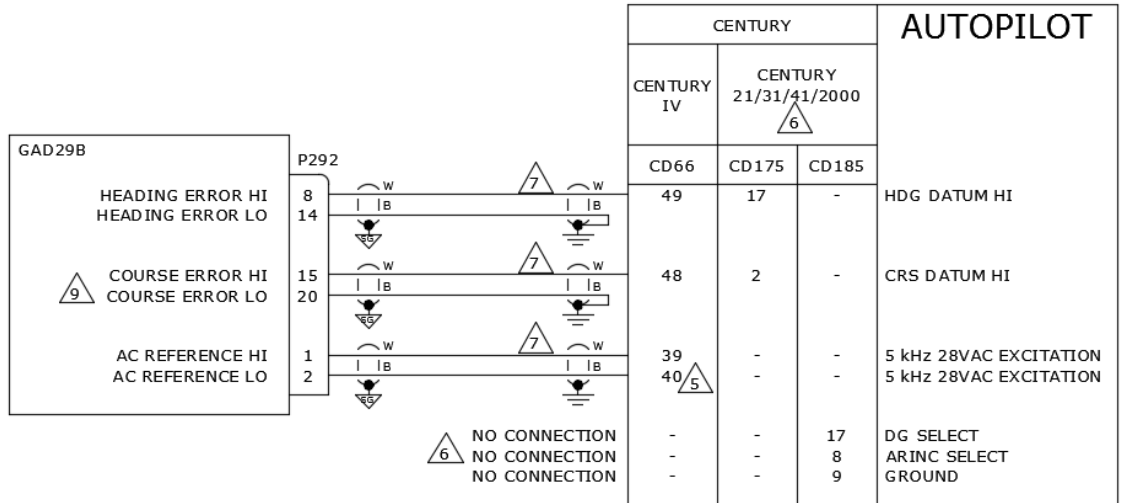 CENTURY
AUTOPILOT
CENTURY IV
CENTURY 21/31/41/2000
6
GAD29B
P292
CD66 CD175 CD185
HEADING ERROR HI 8 W 7 W 49 17 - HDG DATUM HI
HEADING ERROR LO 14 B B
SG
COURSE ERROR HI 15 W 7 W 48 2 - CRS DATUM HI
9 COURSE ERROR LO 20 B B
SG
AC REFERENCE HI 1 W 7 W 39 - - 5 kHz 28VAC EXCITATION
AC REFERENCE LO 2 B B 40 5 - - 5 kHz 28VAC EXCITATION
SG
NO CONNECTION - - 17 DG SELECT
6 NO CONNECTION - - 8 ARINC SELECT
NO CONNECTION - - 9 GROUND